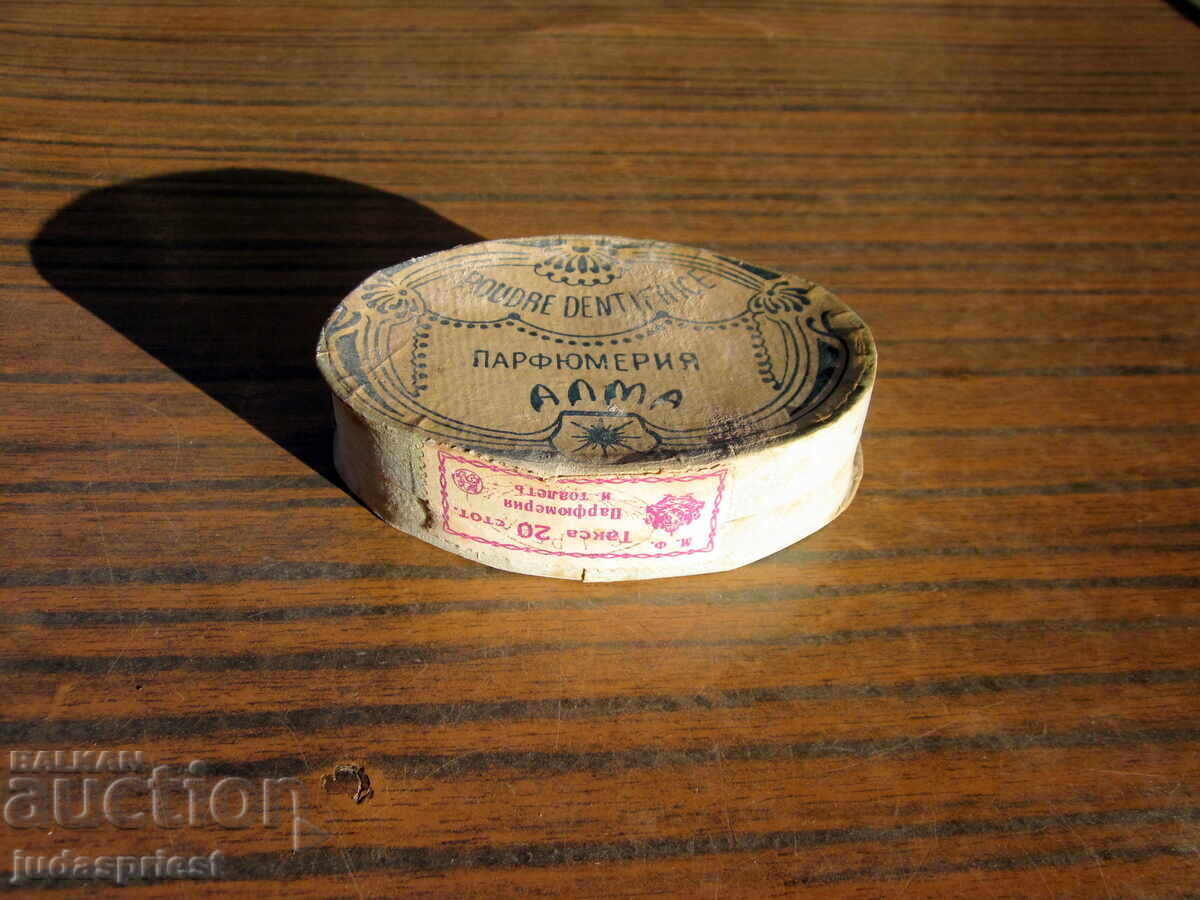 POUDRE DENTIFRICE
ПАРФЮМЕРИЯ
АЛМА
М. Ф.
Такса 20 стот.
Парфюмерия
и тоалетъ
BALKAN
auction
judaspriest